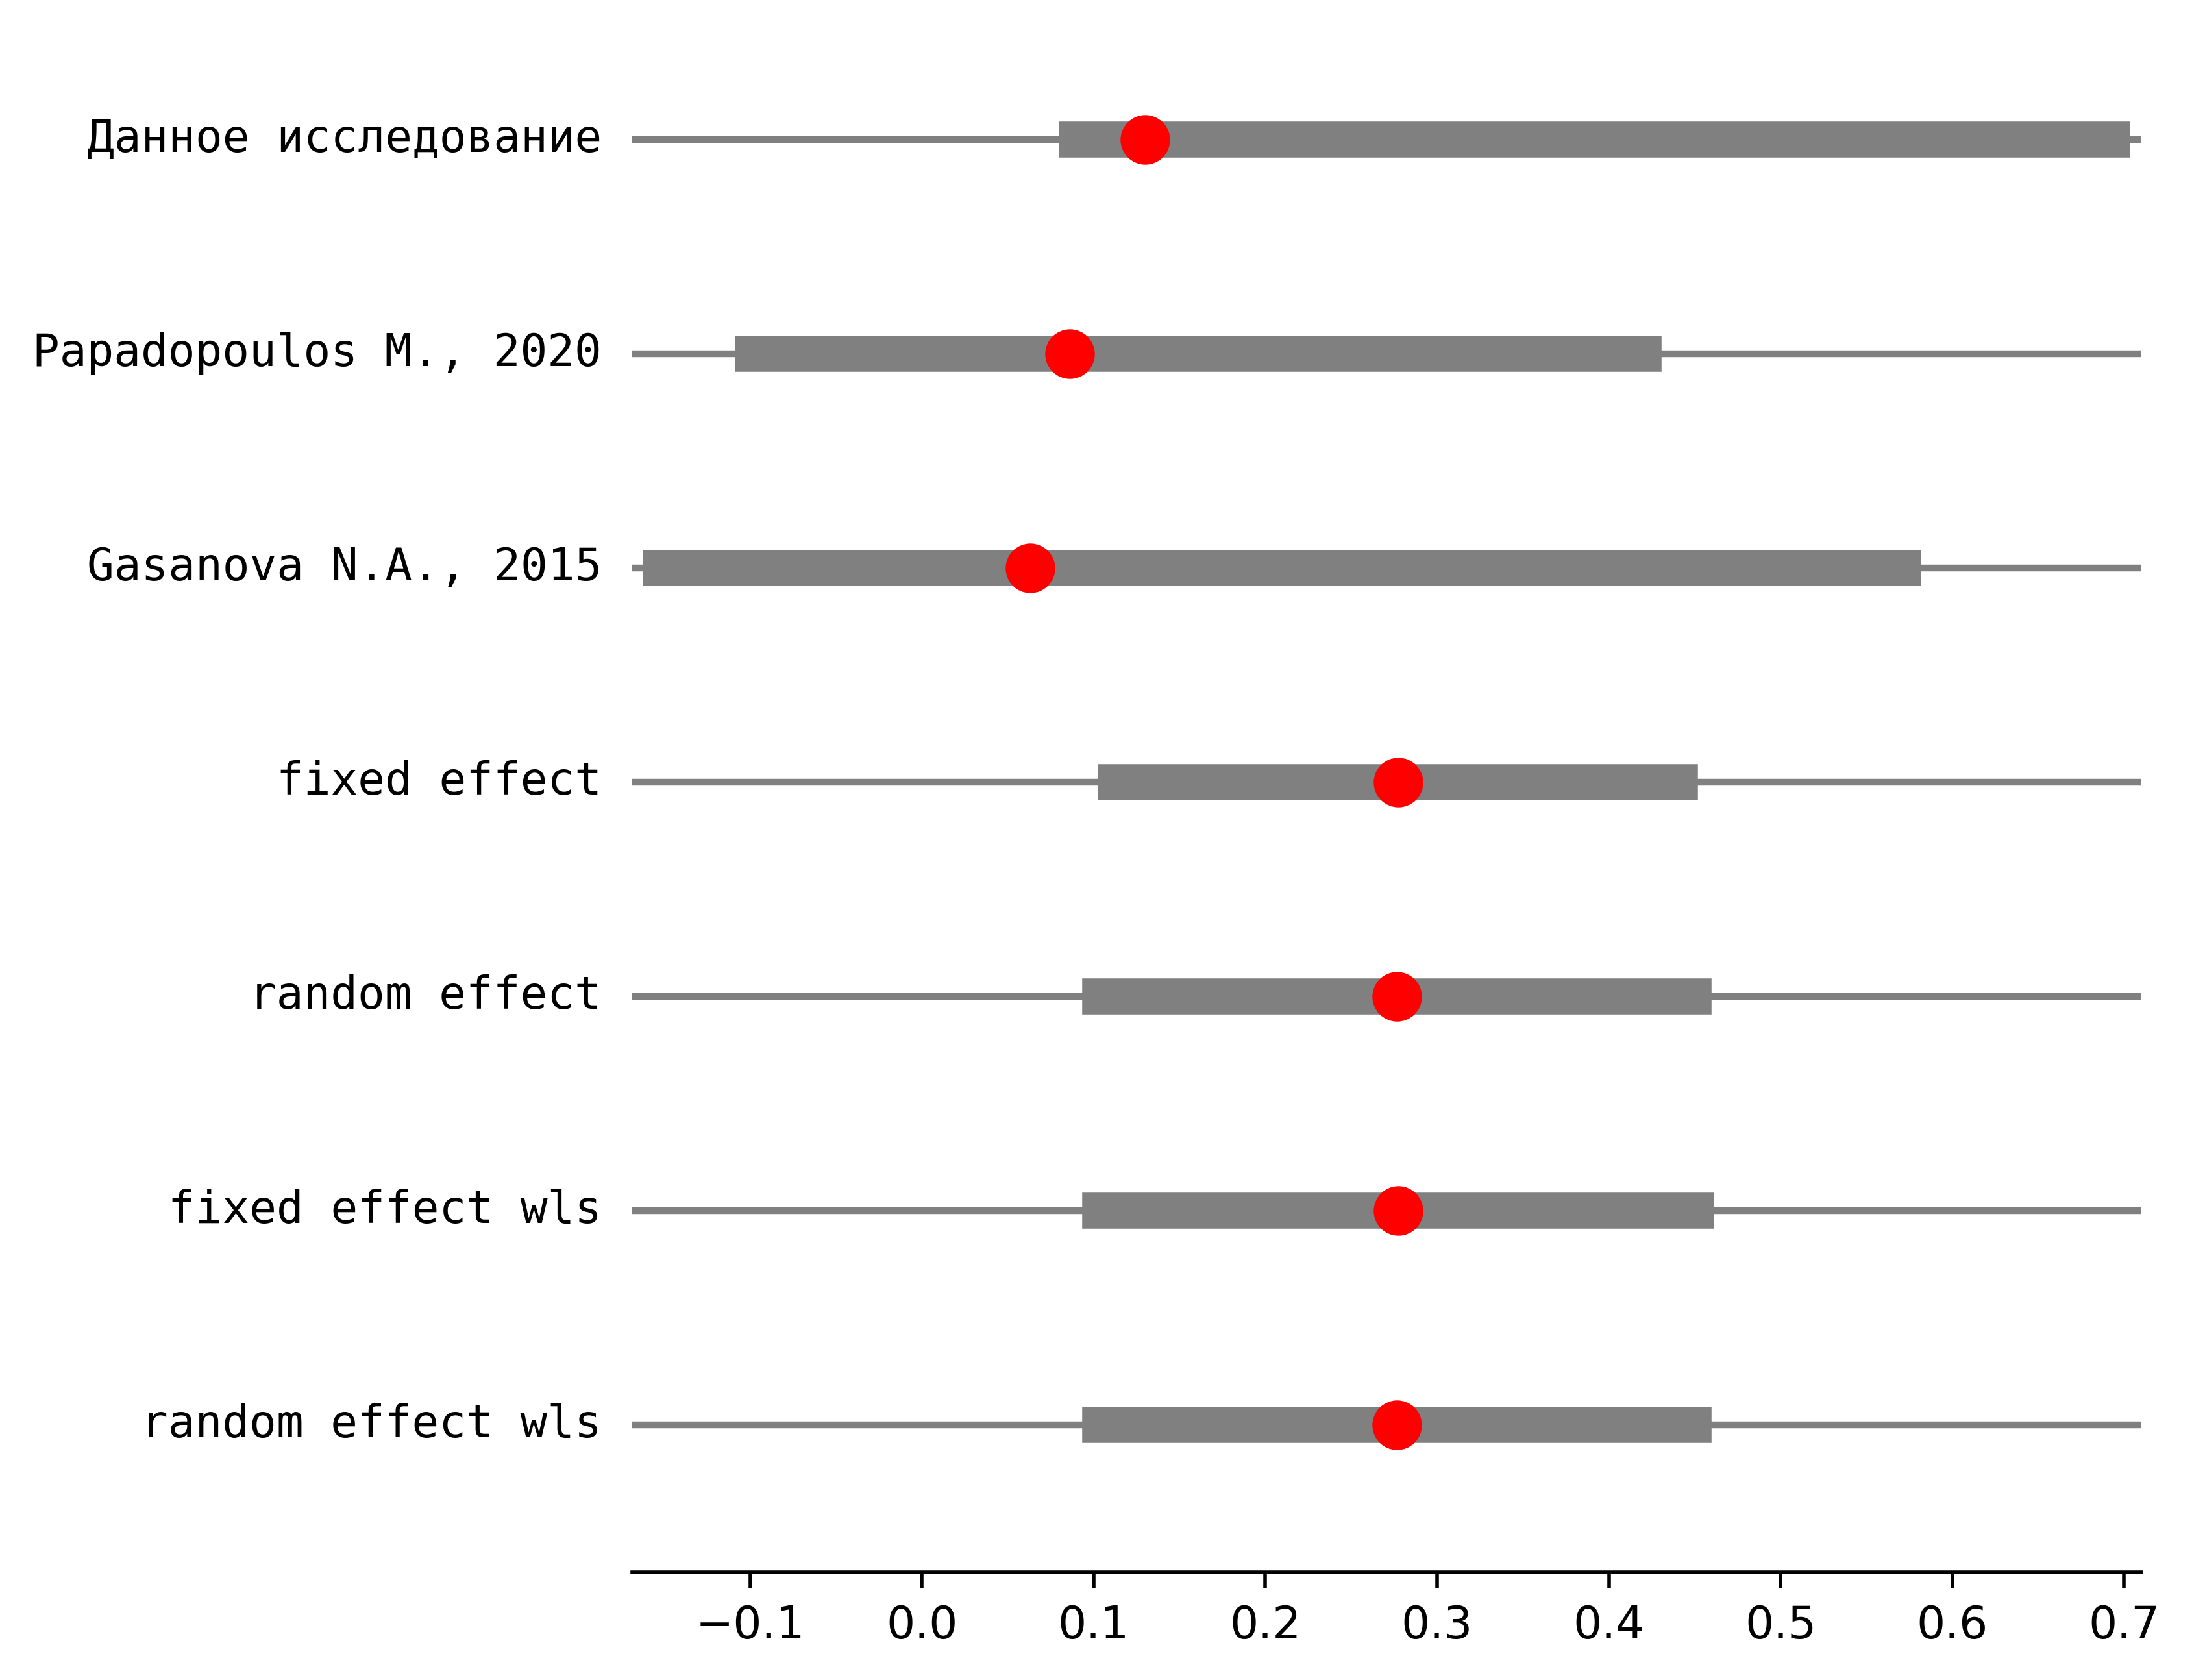 Данное исследование
Papadopoulos M., 2020
Gasanova N.A., 2015
fixed effect
random effect
fixed effect wls
random effect wls
−0.1 0.0 0.1 0.2 0.3 0.4 0.5 0.6 0.7